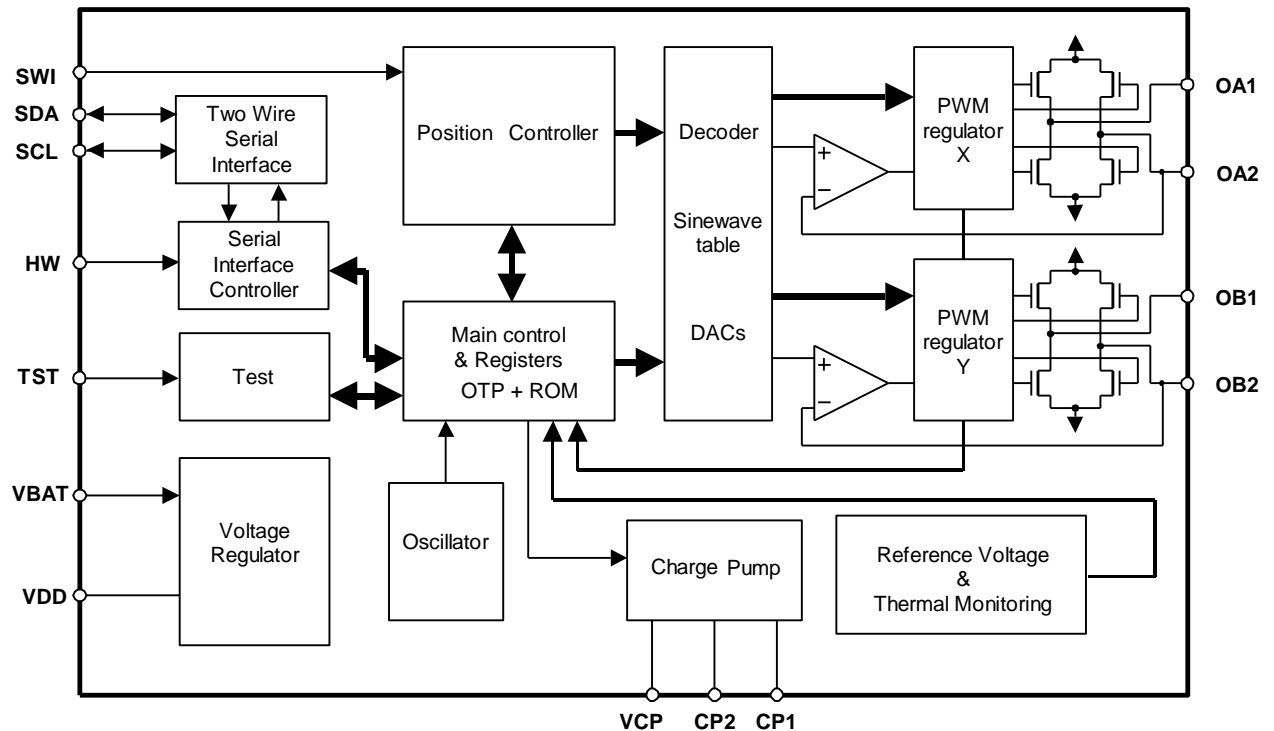 SWI
SDA
SCL
HW
TST
VBAT
VDD
Two Wire
Serial
Interface
Serial
Interface
Controller
Test
Voltage
Regulator
Position Controller
Main control
& Registers
OTP + ROM
Oscillator
Decoder
Sinewave
table
DACs
Charge Pump
+
−
+
−
PWM
regulator
X
PWM
regulator
Y
Reference Voltage
&
Thermal Monitoring
OA1
OA2
OB1
OB2
VCP
CP2
CP1